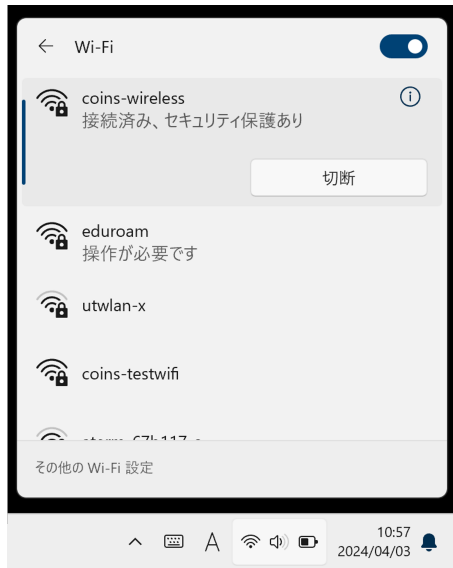 Wi-Fi
coins-wireless
接続済み、セキュリティ保護あり
切断
eduroam
操作が必要です
utwlan-x
coins-testwifi
その他の Wi-Fi 設定
A
10:57
2024/04/03